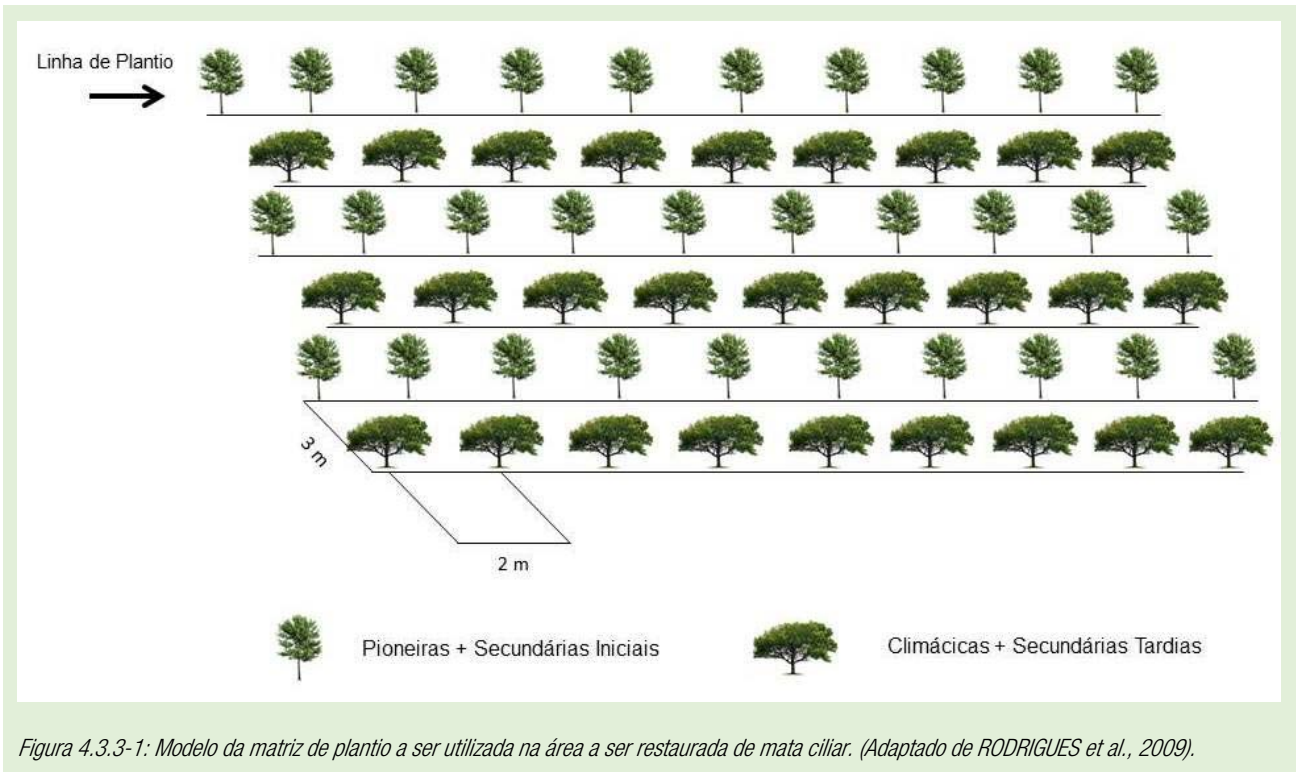 Linha de Plantio
3 m
2 m
Pioneiras + Secundárias Iniciais
Climácicas + Secundárias Tardias
Figura 4.3.3-1: Modelo da matriz de plantio a ser utilizada na área a ser restaurada de mata ciliar. (Adaptado de RODRIGUES et al., 2009).